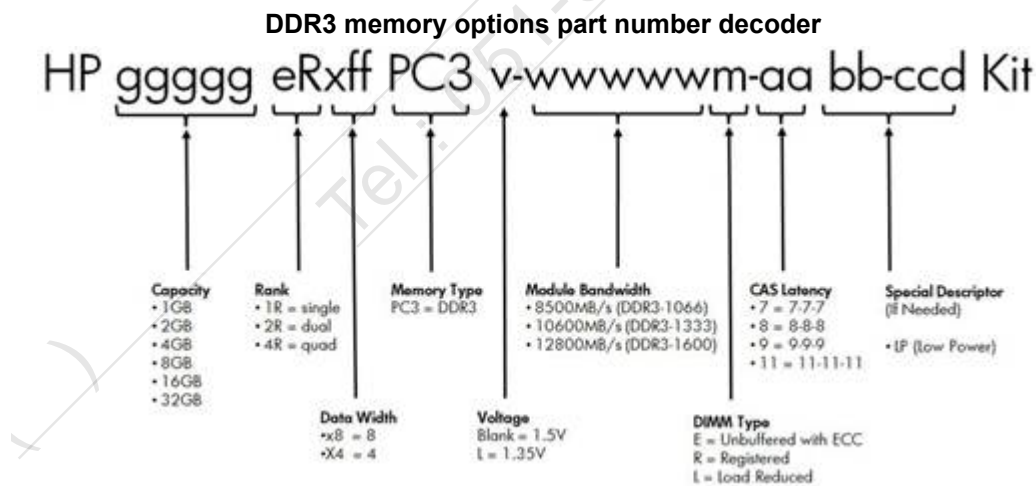 DDR3 memory options part number decoder
HP ggggg eRxff PC3 v-wwwwwm-aa bb-ccd Kit
Capacity
• 1GB
• 2GB
• 4GB
• 8GB
• 16GB
• 32GB
Rank
• 1R = single
• 2R = dual
• 4R = quad
Memory Type
PC3 = DDR3
Module Bandwidth
• 8500MB/s (DDR3-1066)
• 10600MB/s (DDR3-1333)
• 12800MB/s (DDR3-1600)
CAS Latency
• 7 = 7-7-7
• 8 = 8-8-8
• 9 = 9-9-9
• 11 = 11-11-11
Special Descriptor
(If Needed)
• LP (Low Power)
Data Width
•x8 = 8
•X4 = 4
Voltage
Blank = 1.5V
L = 1.35V
DIMM Type
E = Unbuffered with ECC
R = Registered
L = Load Reduced
Tel : 051-